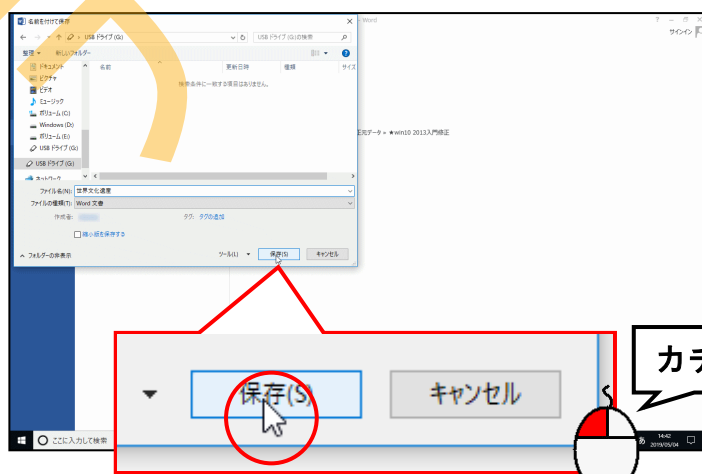 名前を付けて保存
- Word
サインイン
USB ドライブ (G:)
USB ドライブ (G:)の検索
整理
新しいフォルダー
ドキュメント
ピクチャ
ビデオ
ミュージック
ボリューム (C:)
Windows (D:)
ボリューム (E:)
USB ドライブ (G:)
USB ドライブ (G:)
ネットワーク
名前
更新日時
種類
サイズ
検索条件に一致する項目はありません。
正元データ » ★win10 2013入門修正
ファイル名(N): 世界文化遺産
ファイルの種類(T): Word 文書
作成者:
タグ: タグの追加
縮小版を保存する
フォルダーの非表示
ツール(L)
保存(S)
キャンセル
保存(S)
キャンセル
カチ
ここに入力して検索
あ
14:42
2019/05/04